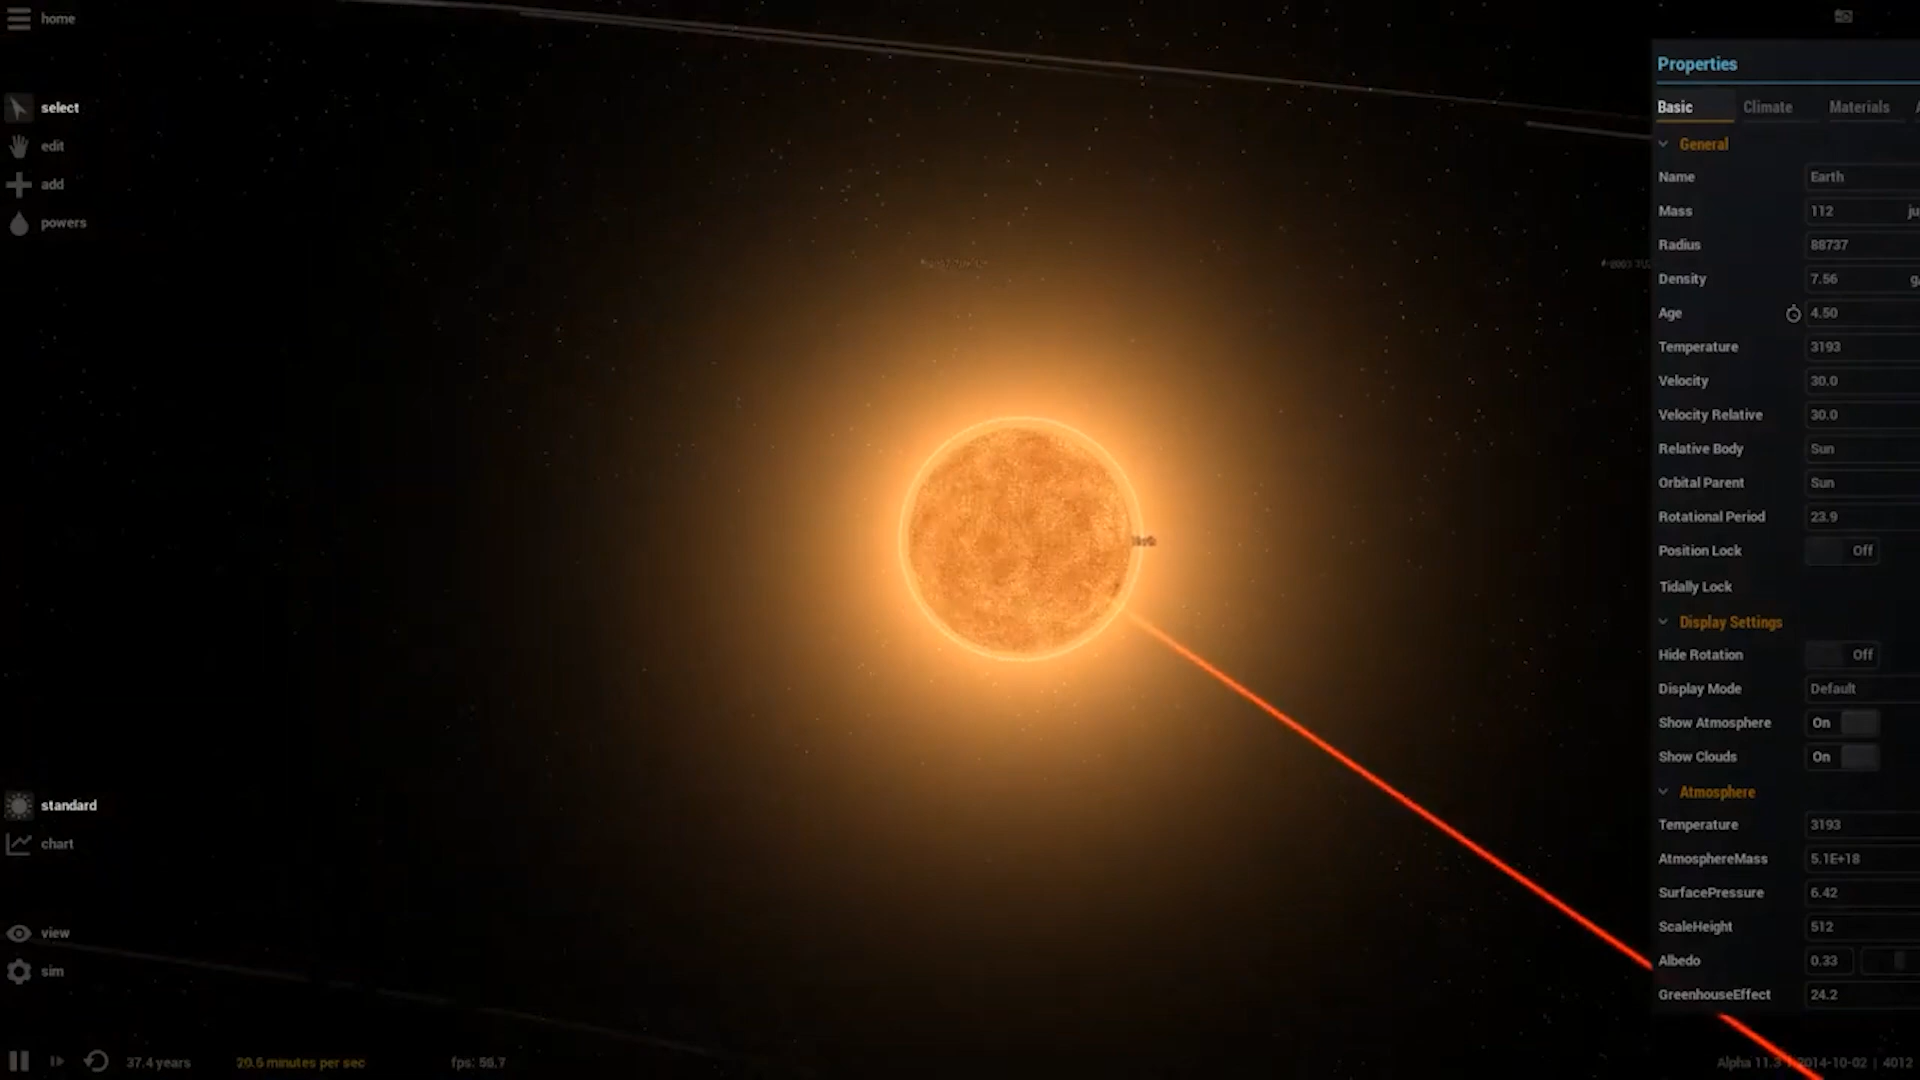 home
select
edit
add
powers
standard
chart
view
sim
37.4 years
20.5 minutes per sec
fps: 56.7
Properties
Basic Climate Materials
General
Name Earth
Mass 112 ju
Radius 88737
Density 7.56 g
Age 4.50
Temperature 3193
Velocity 30.0
Velocity Relative 30.0
Relative Body Sun
Orbital Parent Sun
Rotational Period 23.9
Position Lock Off
Tidally Lock
Display Settings
Hide Rotation Off
Display Mode Default
Show Atmosphere On
Show Clouds On
Atmosphere
Temperature 3193
AtmosphereMass 5.1E+18
SurfacePressure 6.42
ScaleHeight 512
Albedo 0.33
GreenhouseEffect 24.2
Alpha 11.3 | 2014-10-02 | 4012